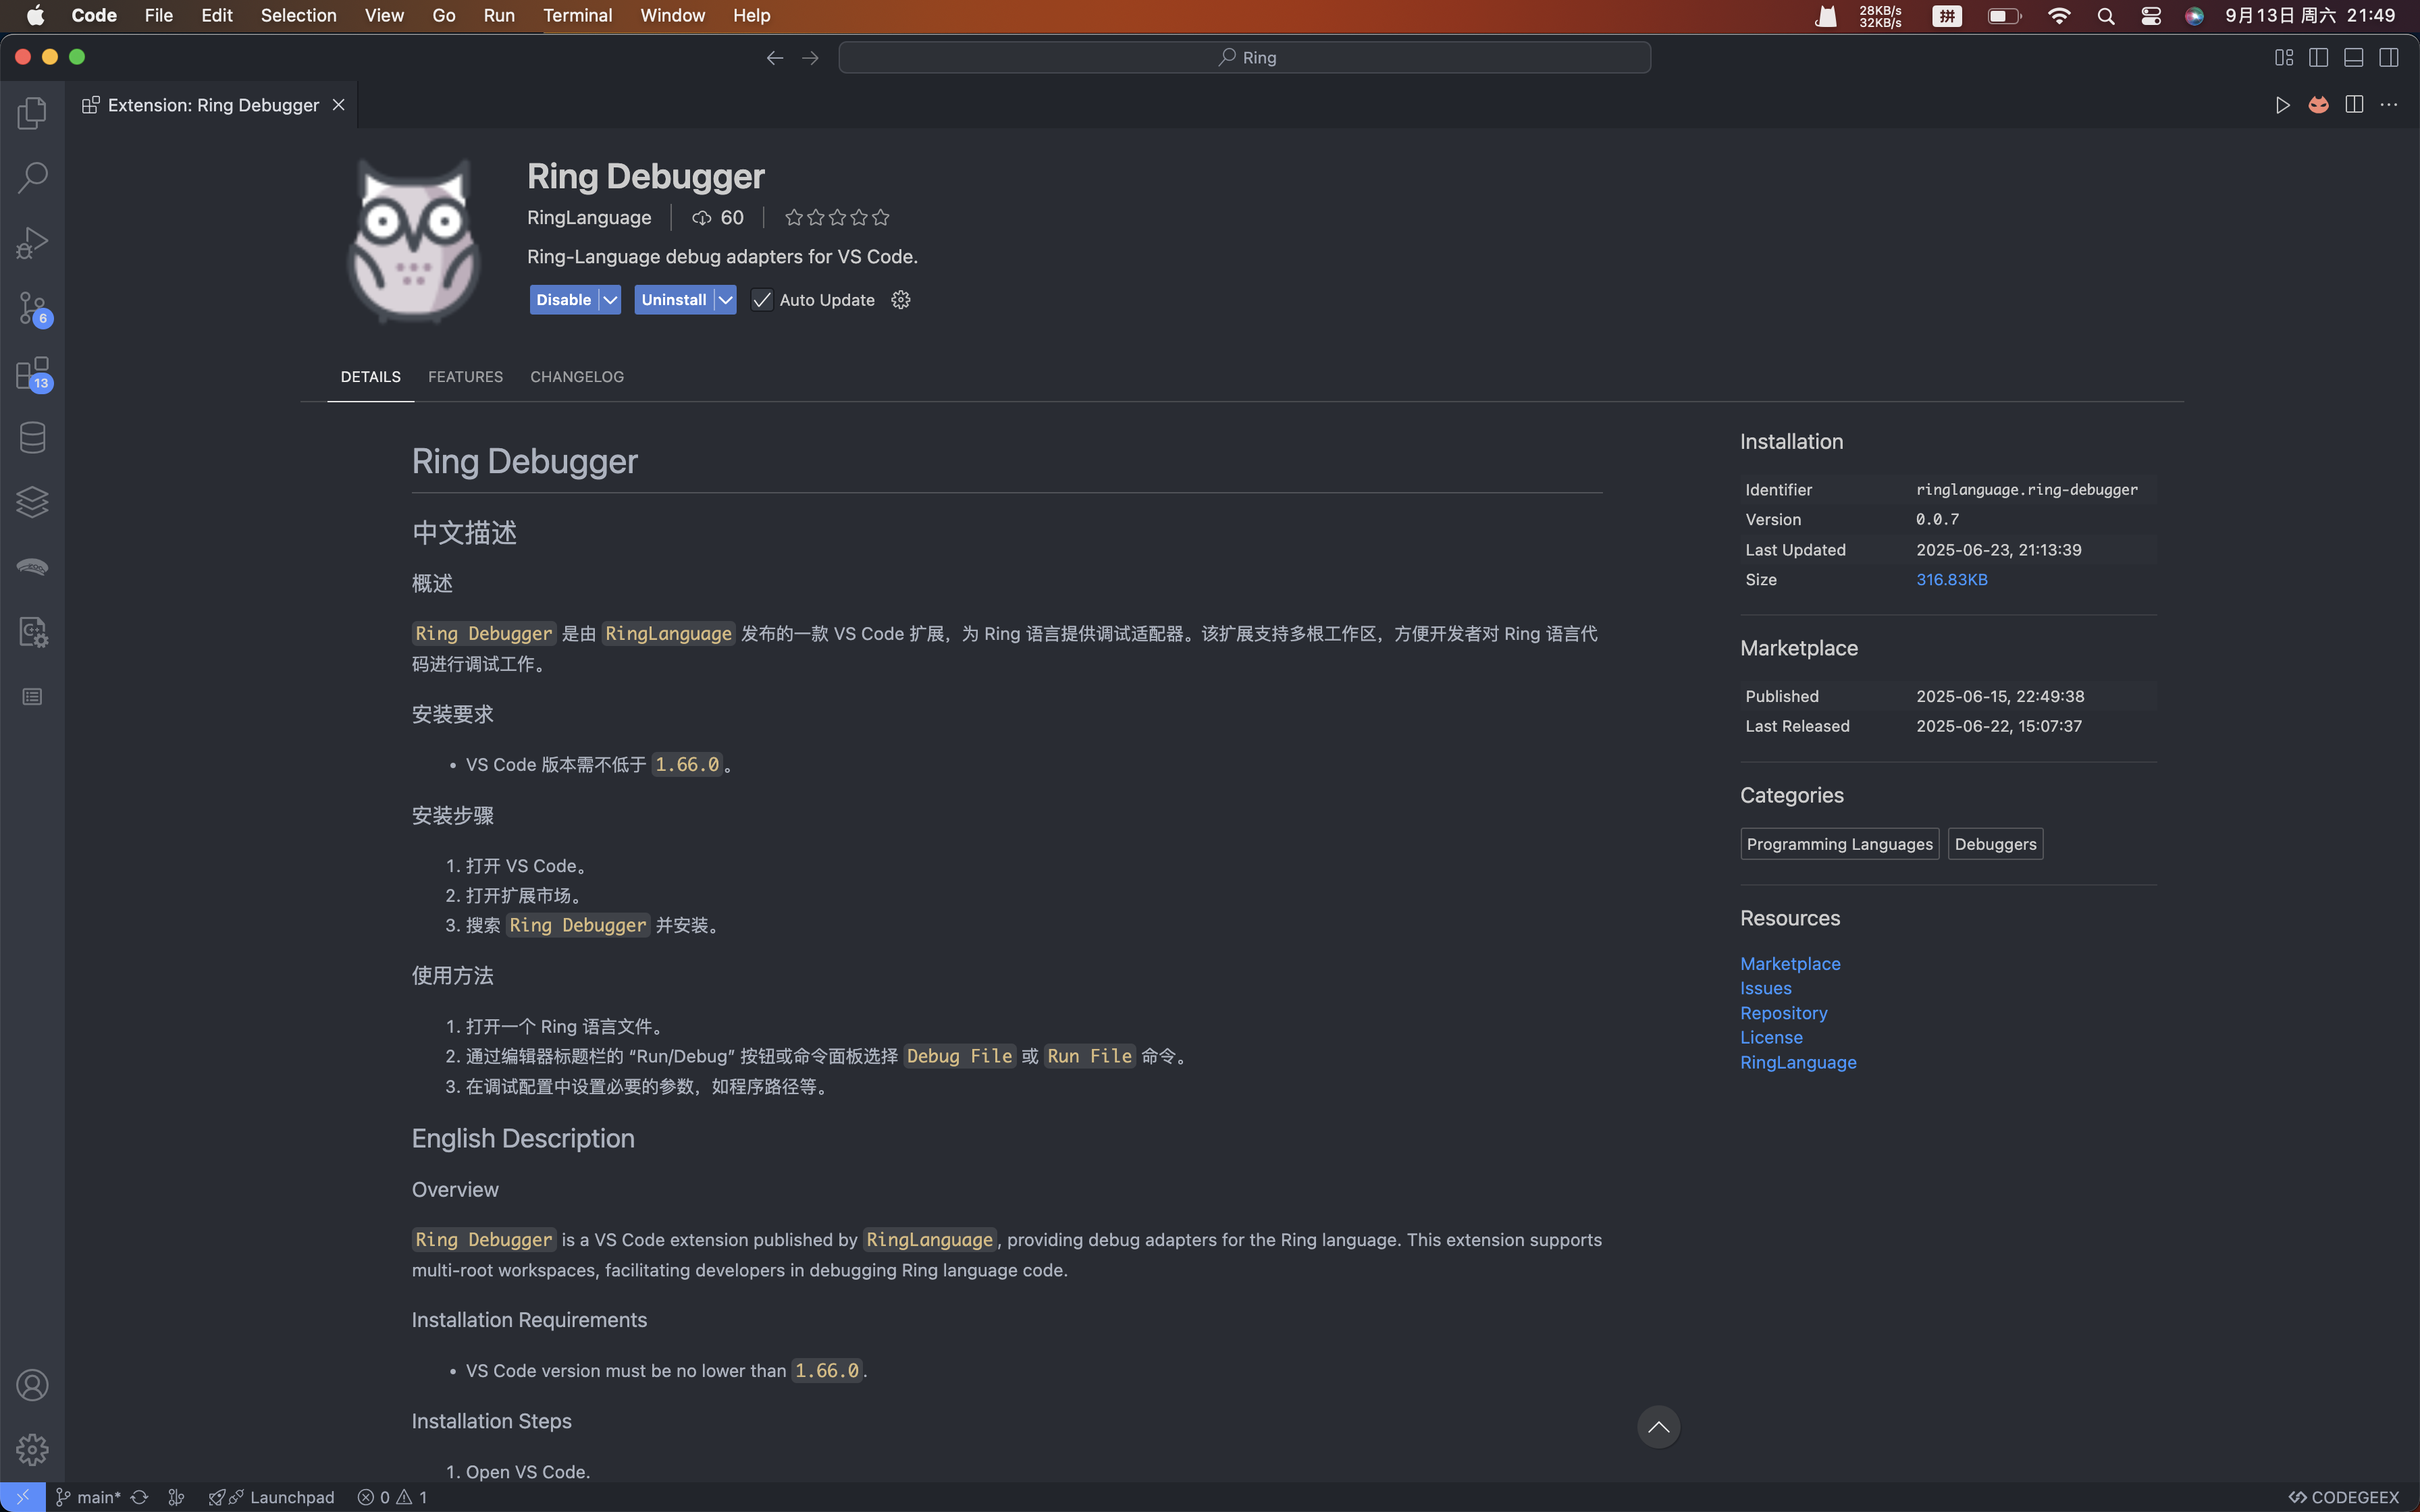 Code File Edit Selection View Go Run Terminal Window Help
28KB/s
32KB/s
拼
9月13日 周六 21:49
Ring
Extension: Ring Debugger
Ring Debugger
RingLanguage 60
Ring-Language debug adapters for VS Code.
Disable Uninstall Auto Update
6
13
DETAILS FEATURES CHANGELOG
Ring Debugger
中文描述
概述
Ring Debugger 是由 RingLanguage 发布的一款 VS Code 扩展，为 Ring 语言提供调试适配器。该扩展支持多根工作区，方便开发者对 Ring 语言代
码进行调试工作。
安装要求
• VS Code 版本需不低于 1.66.0。
安装步骤
1. 打开 VS Code。
2. 打开扩展市场。
3. 搜索 Ring Debugger 并安装。
使用方法
1. 打开一个 Ring 语言文件。
2. 通过编辑器标题栏的 “Run/Debug” 按钮或命令面板选择 Debug File 或 Run File 命令。
3. 在调试配置中设置必要的参数，如程序路径等。
English Description
Overview
Ring Debugger is a VS Code extension published by RingLanguage, providing debug adapters for the Ring language. This extension supports
multi-root workspaces, facilitating developers in debugging Ring language code.
Installation Requirements
• VS Code version must be no lower than 1.66.0.
Installation Steps
1. Open VS Code.
Installation
Identifier ringlanguage.ring-debugger
Version 0.0.7
Last Updated 2025-06-23, 21:13:39
Size 316.83KB
Marketplace
Published 2025-06-15, 22:49:38
Last Released 2025-06-22, 15:07:37
Categories
Programming Languages Debuggers
Resources
Marketplace
Issues
Repository
License
RingLanguage
main* Launchpad 0 1 CODEGEEX